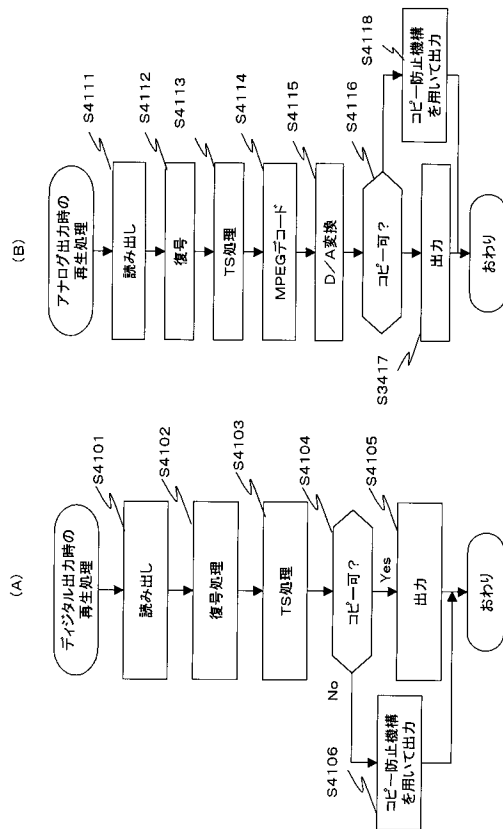 (A)
ディジタル出力時の
再生処理
読み出し
S4101
復号処理
S4102
TS処理
S4103
コピー可?
S4104
No
Yes
出力
S4105
コピー防止機構
を用いて出力
S4106
おわり
(B)
アナログ出力時の
再生処理
読み出し
S4111
復号
S4112
TS処理
S4113
MPEGデコード
S4114
D/A変換
S4115
コピー可?
S4116
コピー防止機構
を用いて出力
S4118
出力
S3417
おわり